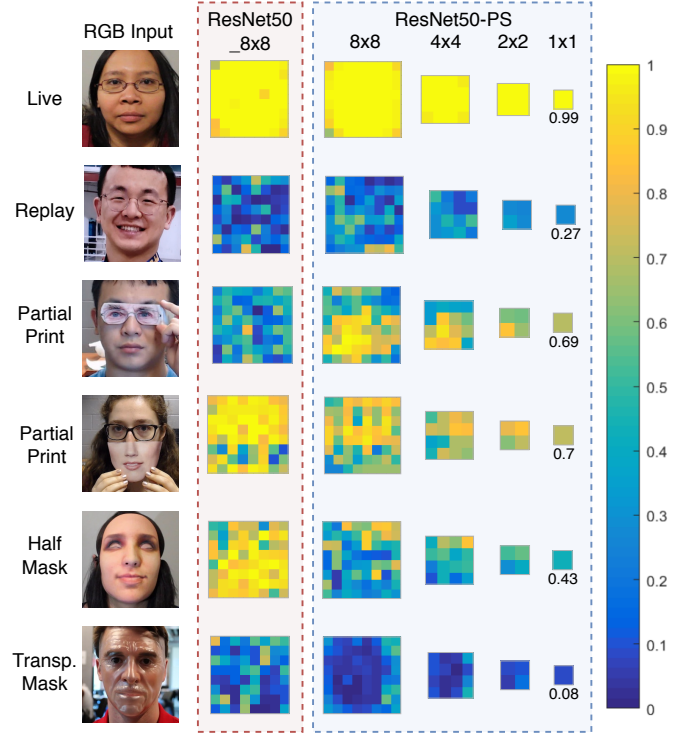 RGB Input
ResNet50
_8x8
ResNet50-PS
8x8 4x4 2x2 1x1
Live
0.99
Replay
0.27
Partial
Print
0.69
Partial
Print
0.7
Half
Mask
0.43
Transp.
Mask
0.08
1
0.9
0.8
0.7
0.6
0.5
0.4
0.3
0.2
0.1
0